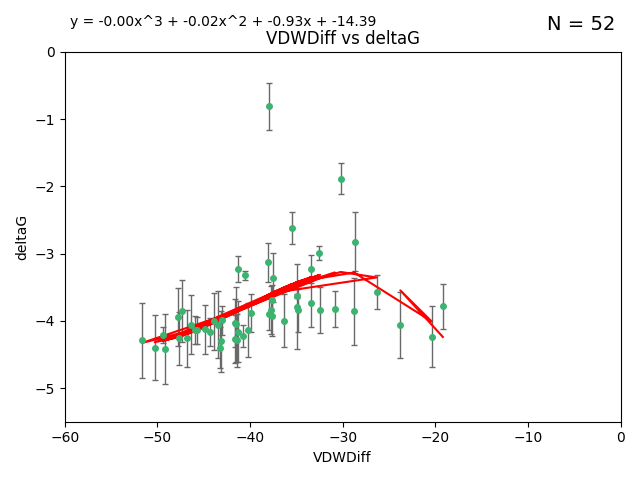 y = -0.00x^3 + -0.02x^2 + -0.93x + -14.39
N = 52
VDWDiff vs deltaG
0
−1
−2
−3
−4
−5
deltaG
−60 −50 −40 −30 −20 −10 0
VDWDiff